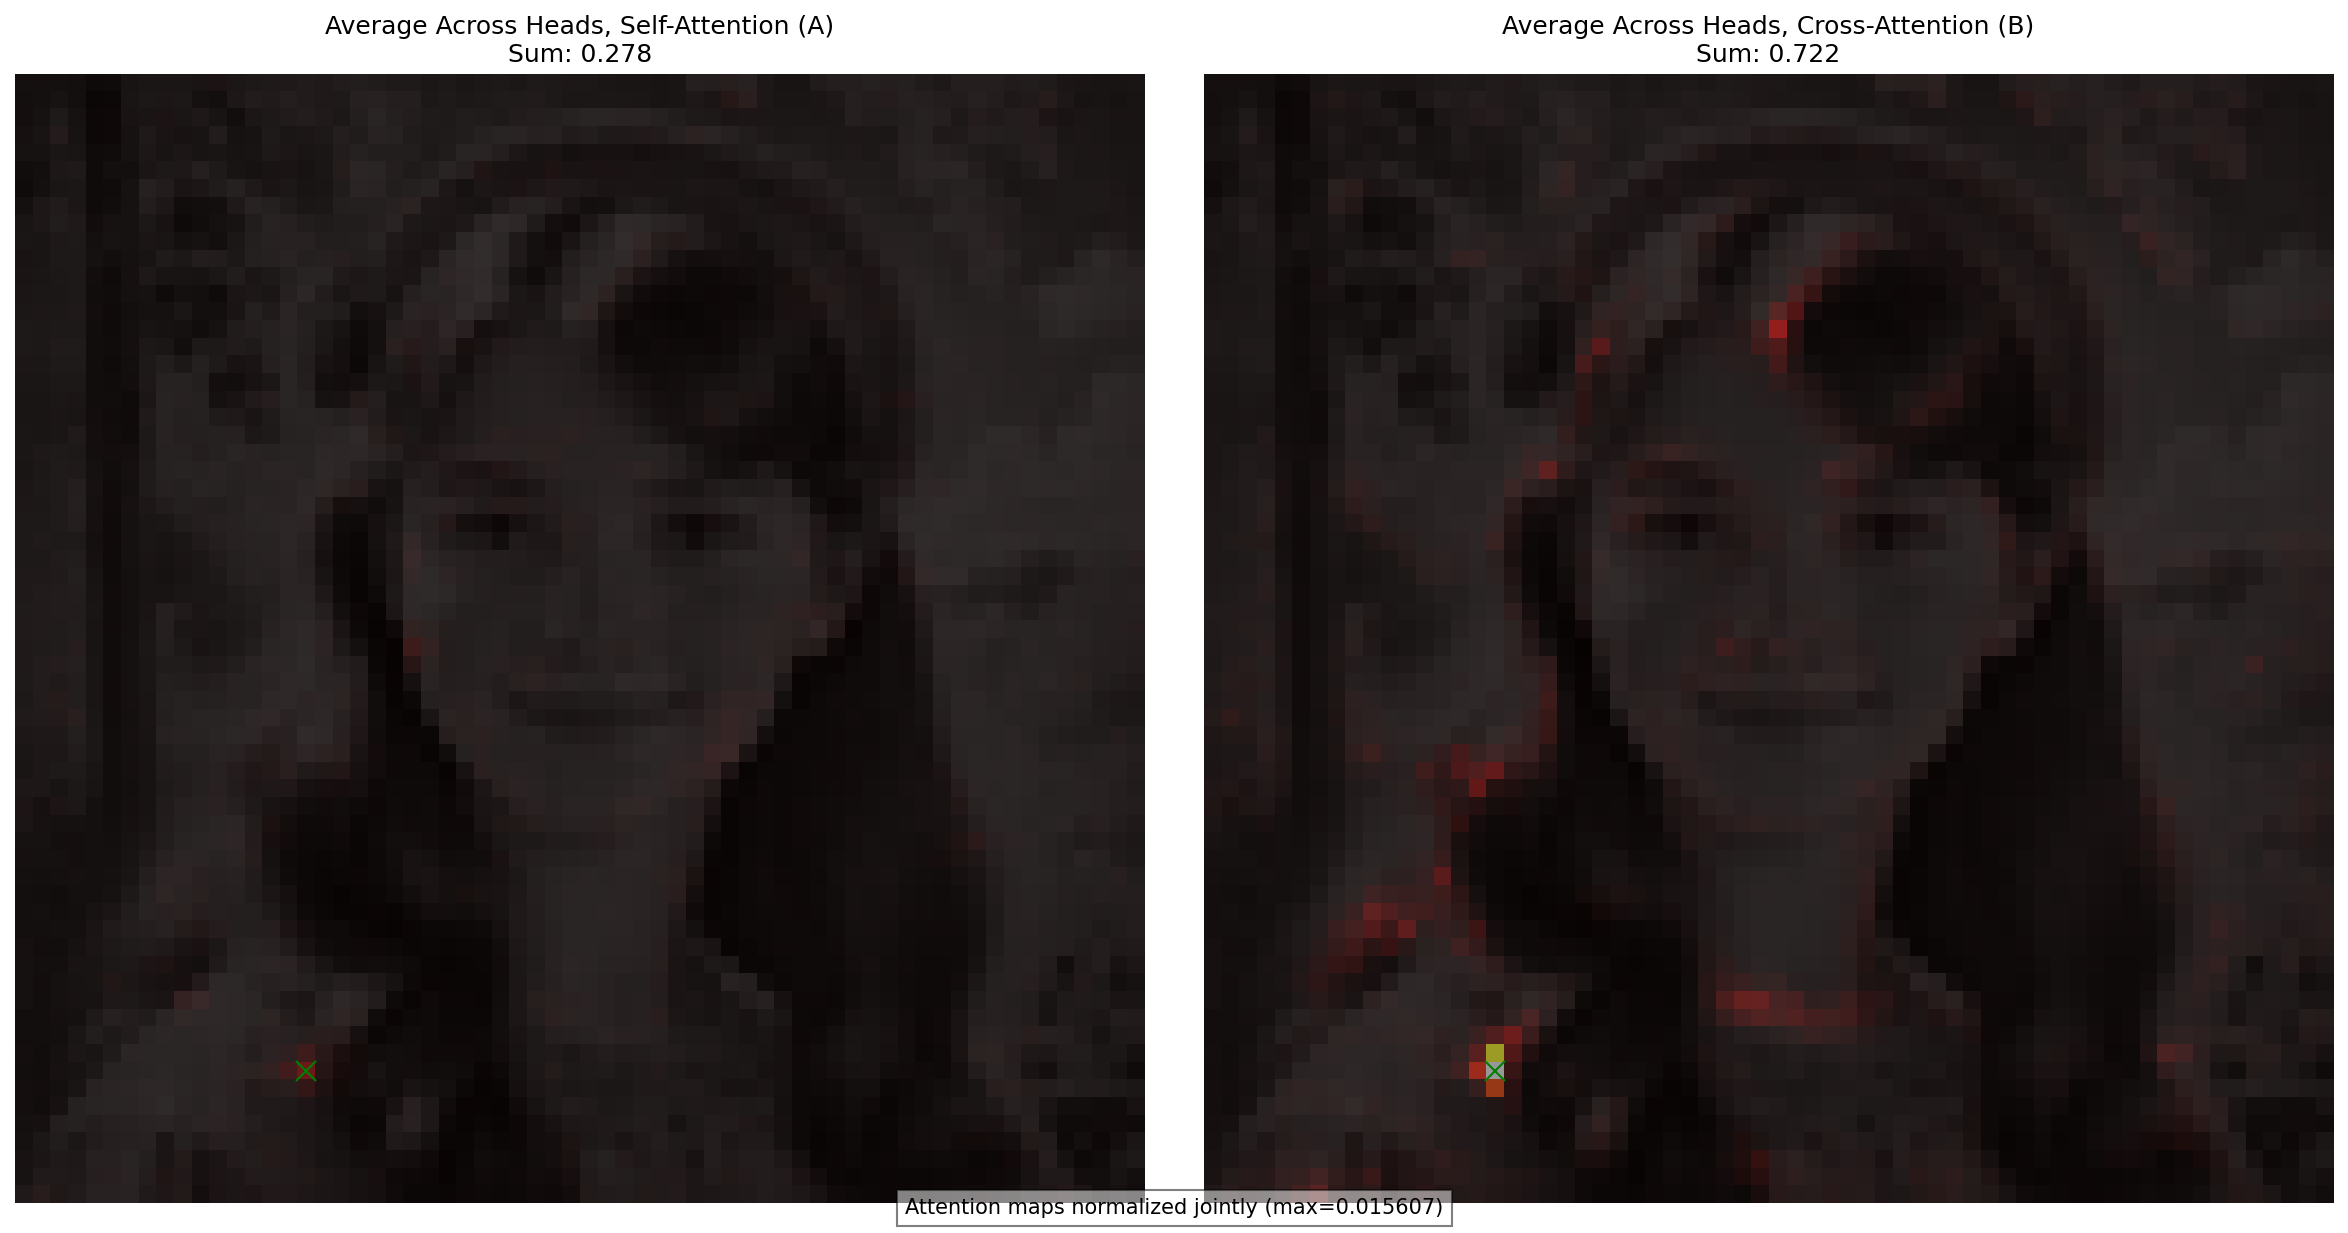 Average Across Heads, Self-Attention (A)
Sum: 0.278
Average Across Heads, Cross-Attention (B)
Sum: 0.722
Attention maps normalized jointly (max=0.015607)